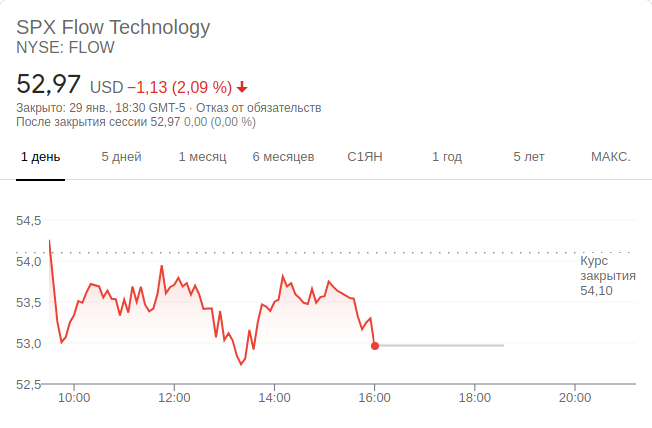 SPX Flow Technology
NYSE: FLOW
52,97 USD −1,13 (2,09 %)
Закрыто: 29 янв., 18:30 GMT-5 · Отказ от обязательств
После закрытия сессии 52,97 0,00 (0,00 %)
1 день 5 дней 1 месяц 6 месяцев С1ЯН 1 год 5 лет МАКС.
54,5
54,0
53,5
53,0
52,5
Курс
закрытия
54,10
10:00 12:00 14:00 16:00 18:00 20:00